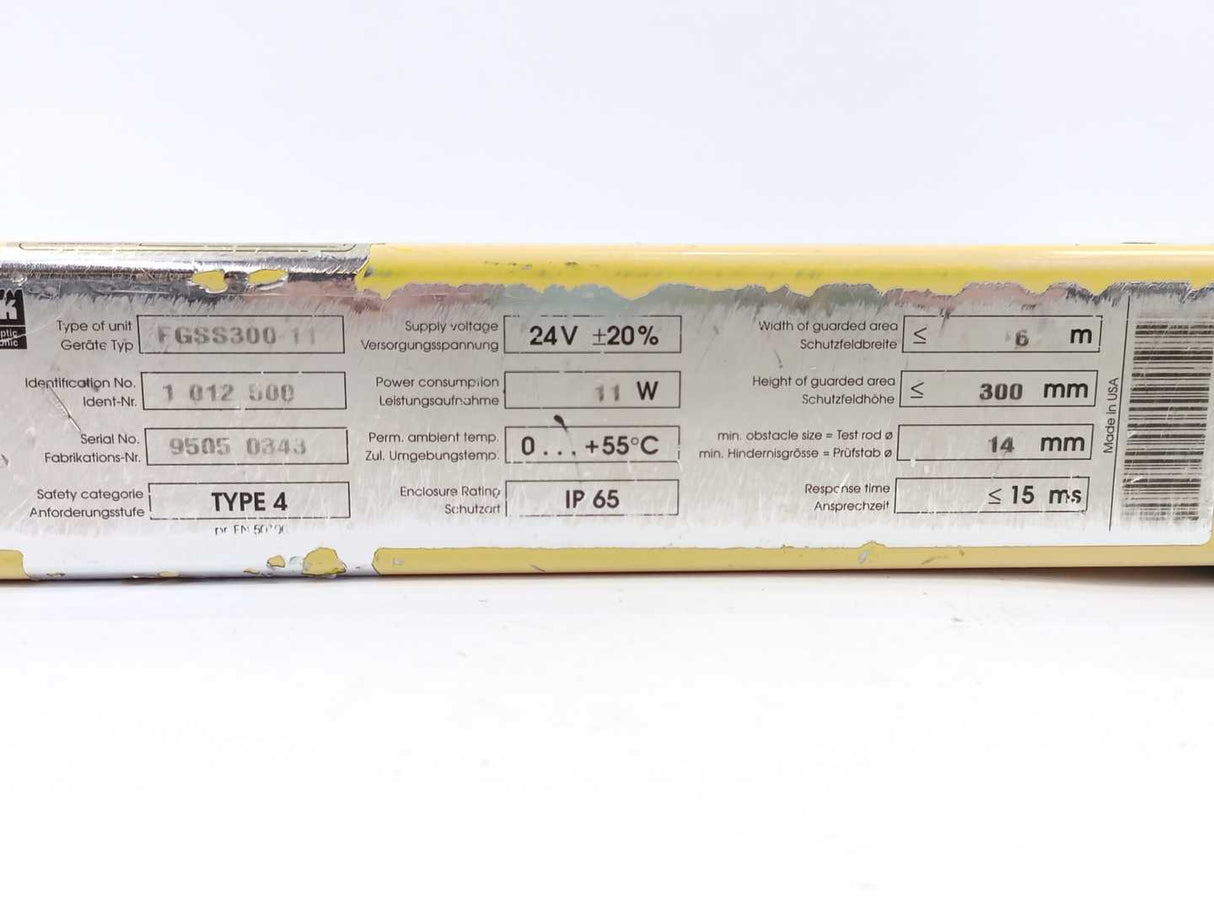 Type of unit
Geräte Typ
FGSS300-11
Identification No.
Ident-Nr.
1 012 500
Serial No.
Fabrikations-Nr.
9505 0343
Safety categorie
Anforderungsstufe
TYPE 4
Supply voltage
Versorgungsspannung
24V ±20%
Power consumption
Leistungsaufnahme
11 W
Perm. ambient temp.
Zul. Umgebungstemp.
0 . . . +55°C
Enclosure Rating
Schutzart
IP 65
Width of guarded area
Schutzfeldbreite
≤ 6 m
Height of guarded area
Schutzfeldhöhe
≤ 300 mm
min. obstacle size = Test rod ø
min. Hindernisgrösse = Prüfstab ø
14 mm
Response time
Ansprechzeit
≤ 15 ms
Made in USA